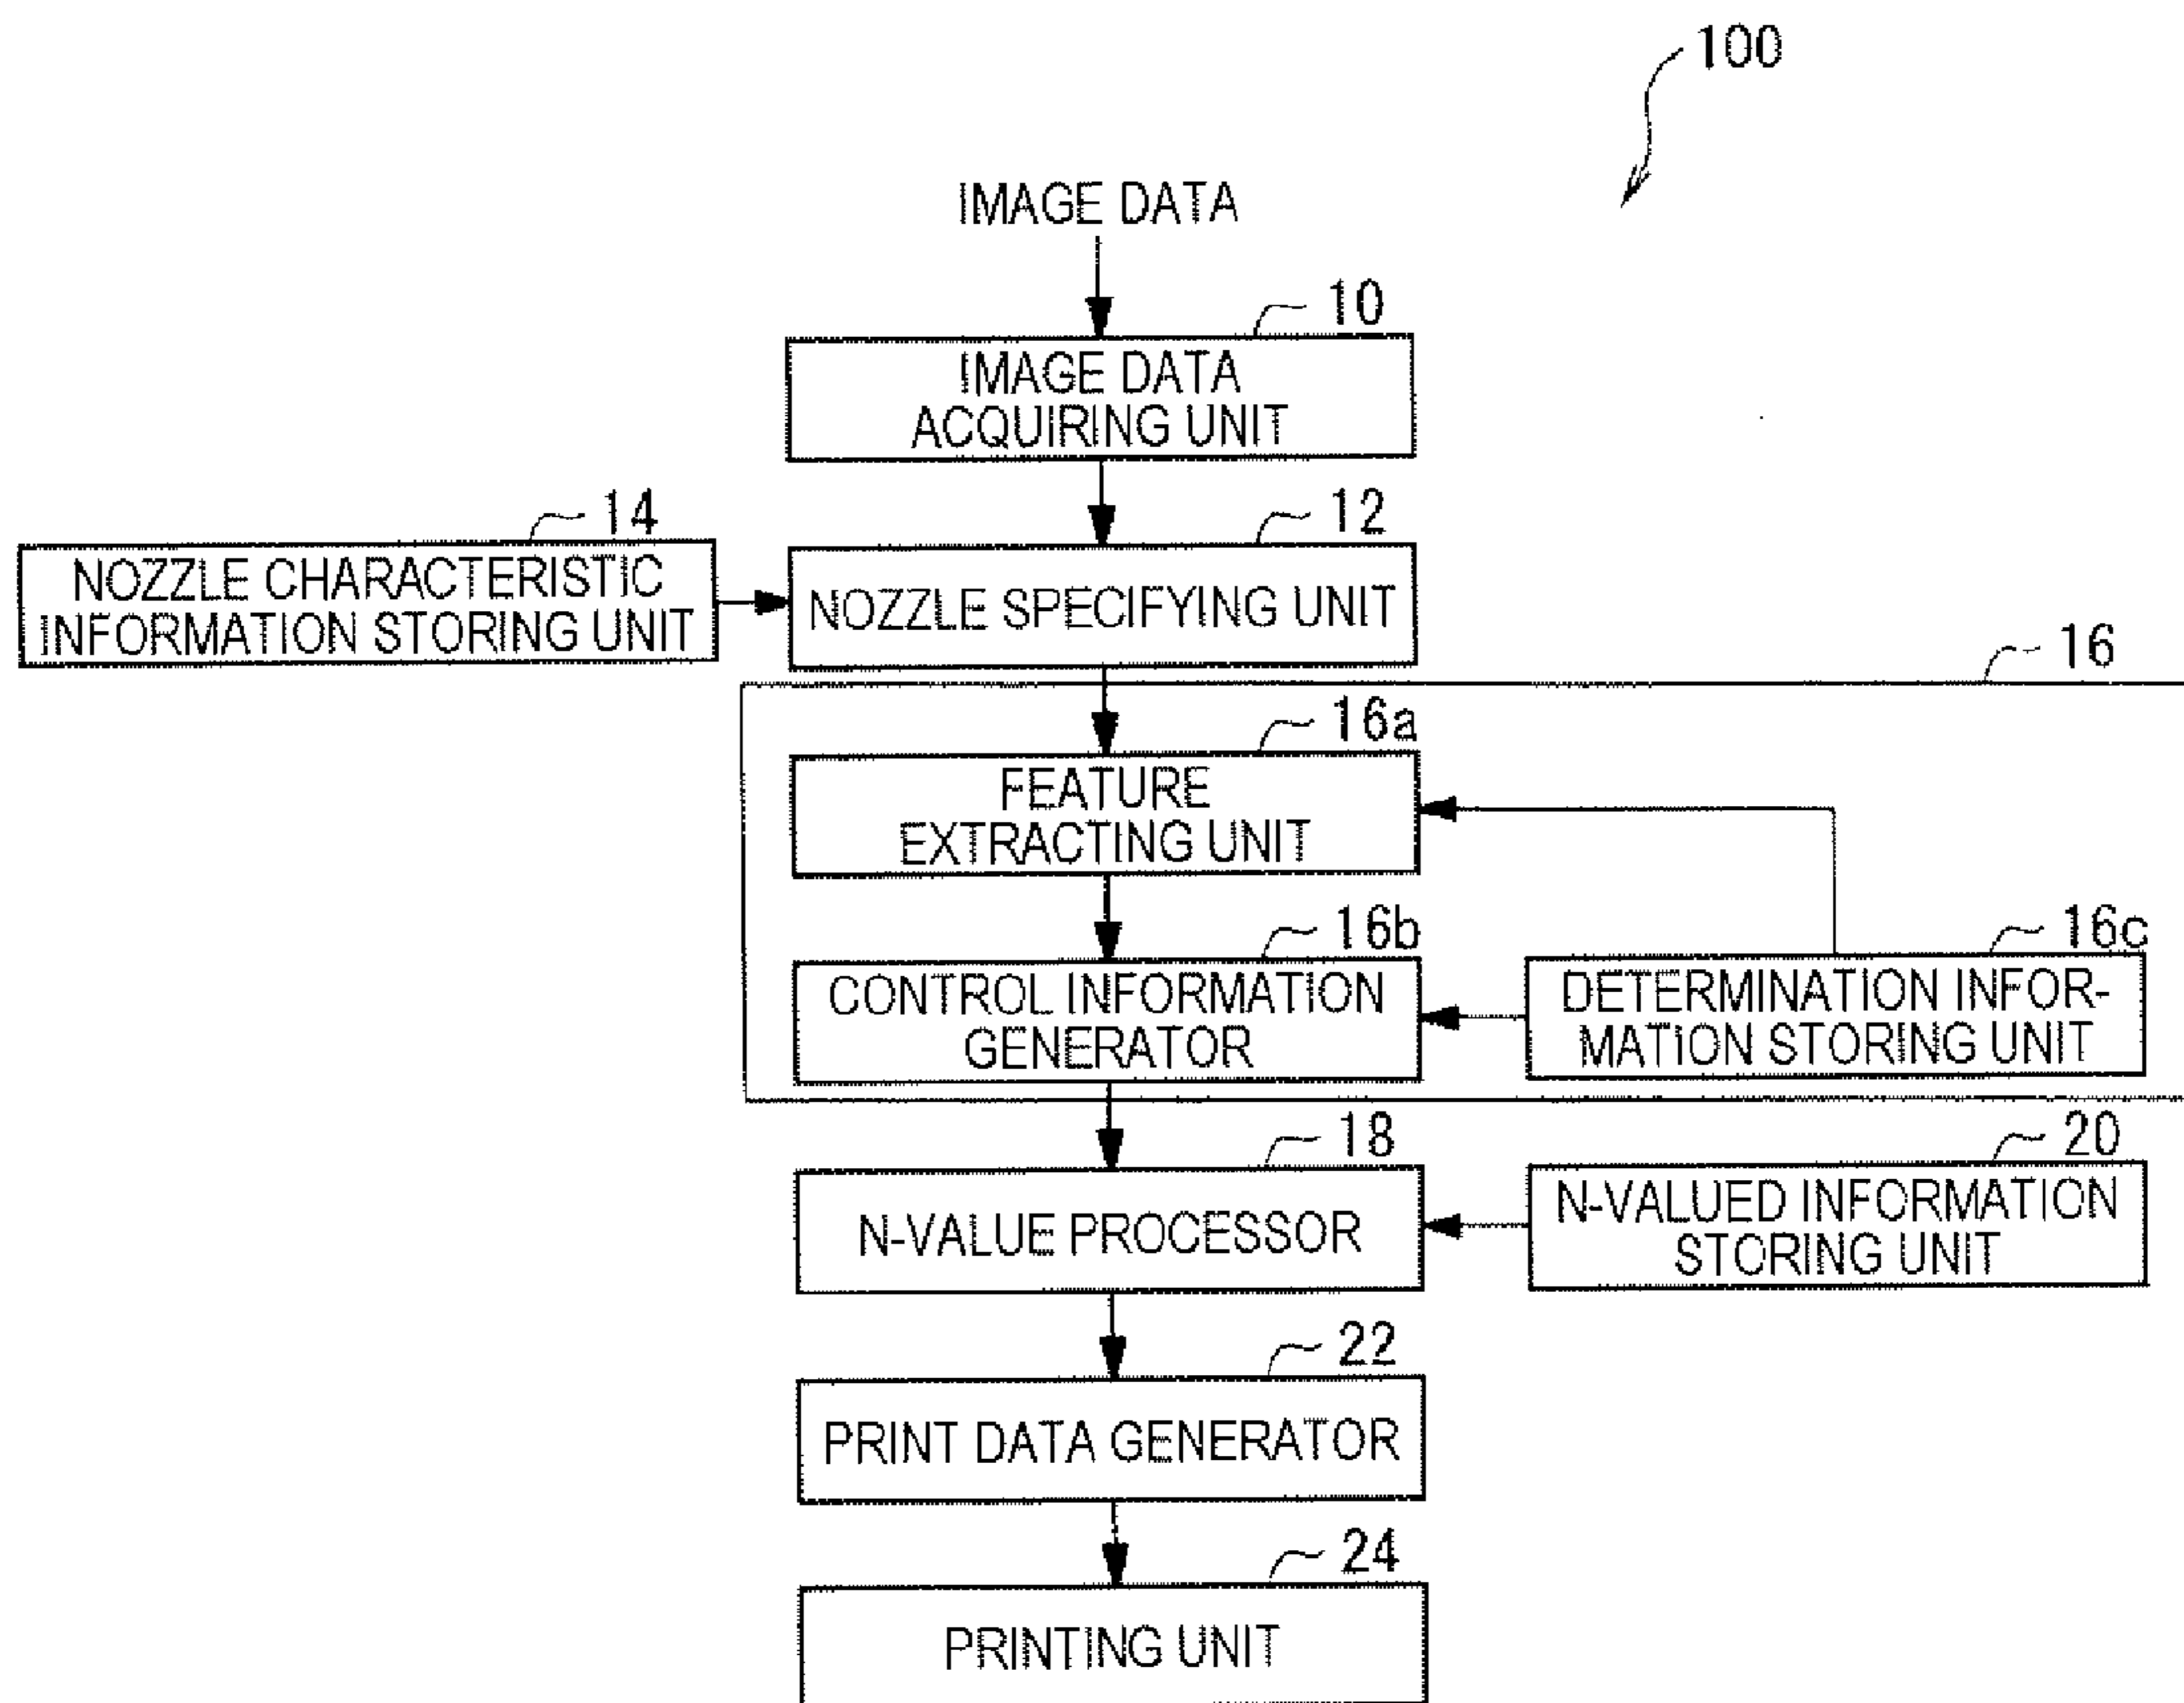 100
IMAGE DATA
10
IMAGE DATA
ACQUIRING UNIT
14
12
NOZZLE CHARACTERISTIC
INFORMATION STORING UNIT
NOZZLE SPECIFYING UNIT
16
16a
FEATURE
EXTRACTING UNIT
16b
16c
CONTROL INFORMATION
GENERATOR
DETERMINATION INFOR-
MATION STORING UNIT
18
20
N-VALUE PROCESSOR
N-VALUED INFORMATION
STORING UNIT
22
PRINT DATA GENERATOR
24
PRINTING UNIT